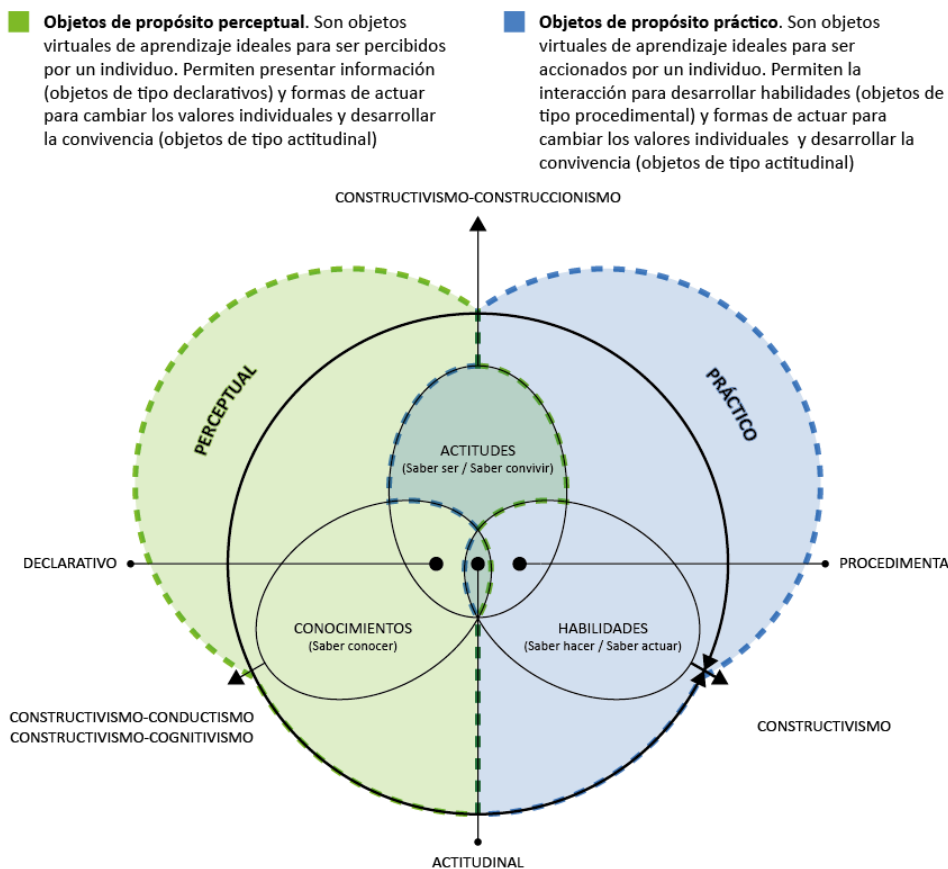 Objetos de propósito perceptual. Son objetos
virtuales de aprendizaje ideales para ser percibidos
por un individuo. Permiten presentar información
(objetos de tipo declarativos) y formas de actuar
para cambiar los valores individuales y desarrollar
la convivencia (objetos de tipo actitudinal)
Objetos de propósito práctico. Son objetos
virtuales de aprendizaje ideales para ser
accionados por un individuo. Permiten la
interacción para desarrollar habilidades (objetos de
tipo procedimental) y formas de actuar para
cambiar los valores individuales y desarrollar la
convivencia (objetos de tipo actitudinal)
CONSTRUCTIVISMO-CONSTRUCCIONISMO
PERCEPTUAL
PRÁCTICO
ACTITUDES
(Saber ser / Saber convivir)
DECLARATIVO
PROCEDIMENTA
CONOCIMIENTOS
(Saber conocer)
HABILIDADES
(Saber hacer / Saber actuar)
CONSTRUCTIVISMO-CONDUCTISMO
CONSTRUCTIVISMO-COGNITIVISMO
CONSTRUCTIVISMO
ACTITUDINAL